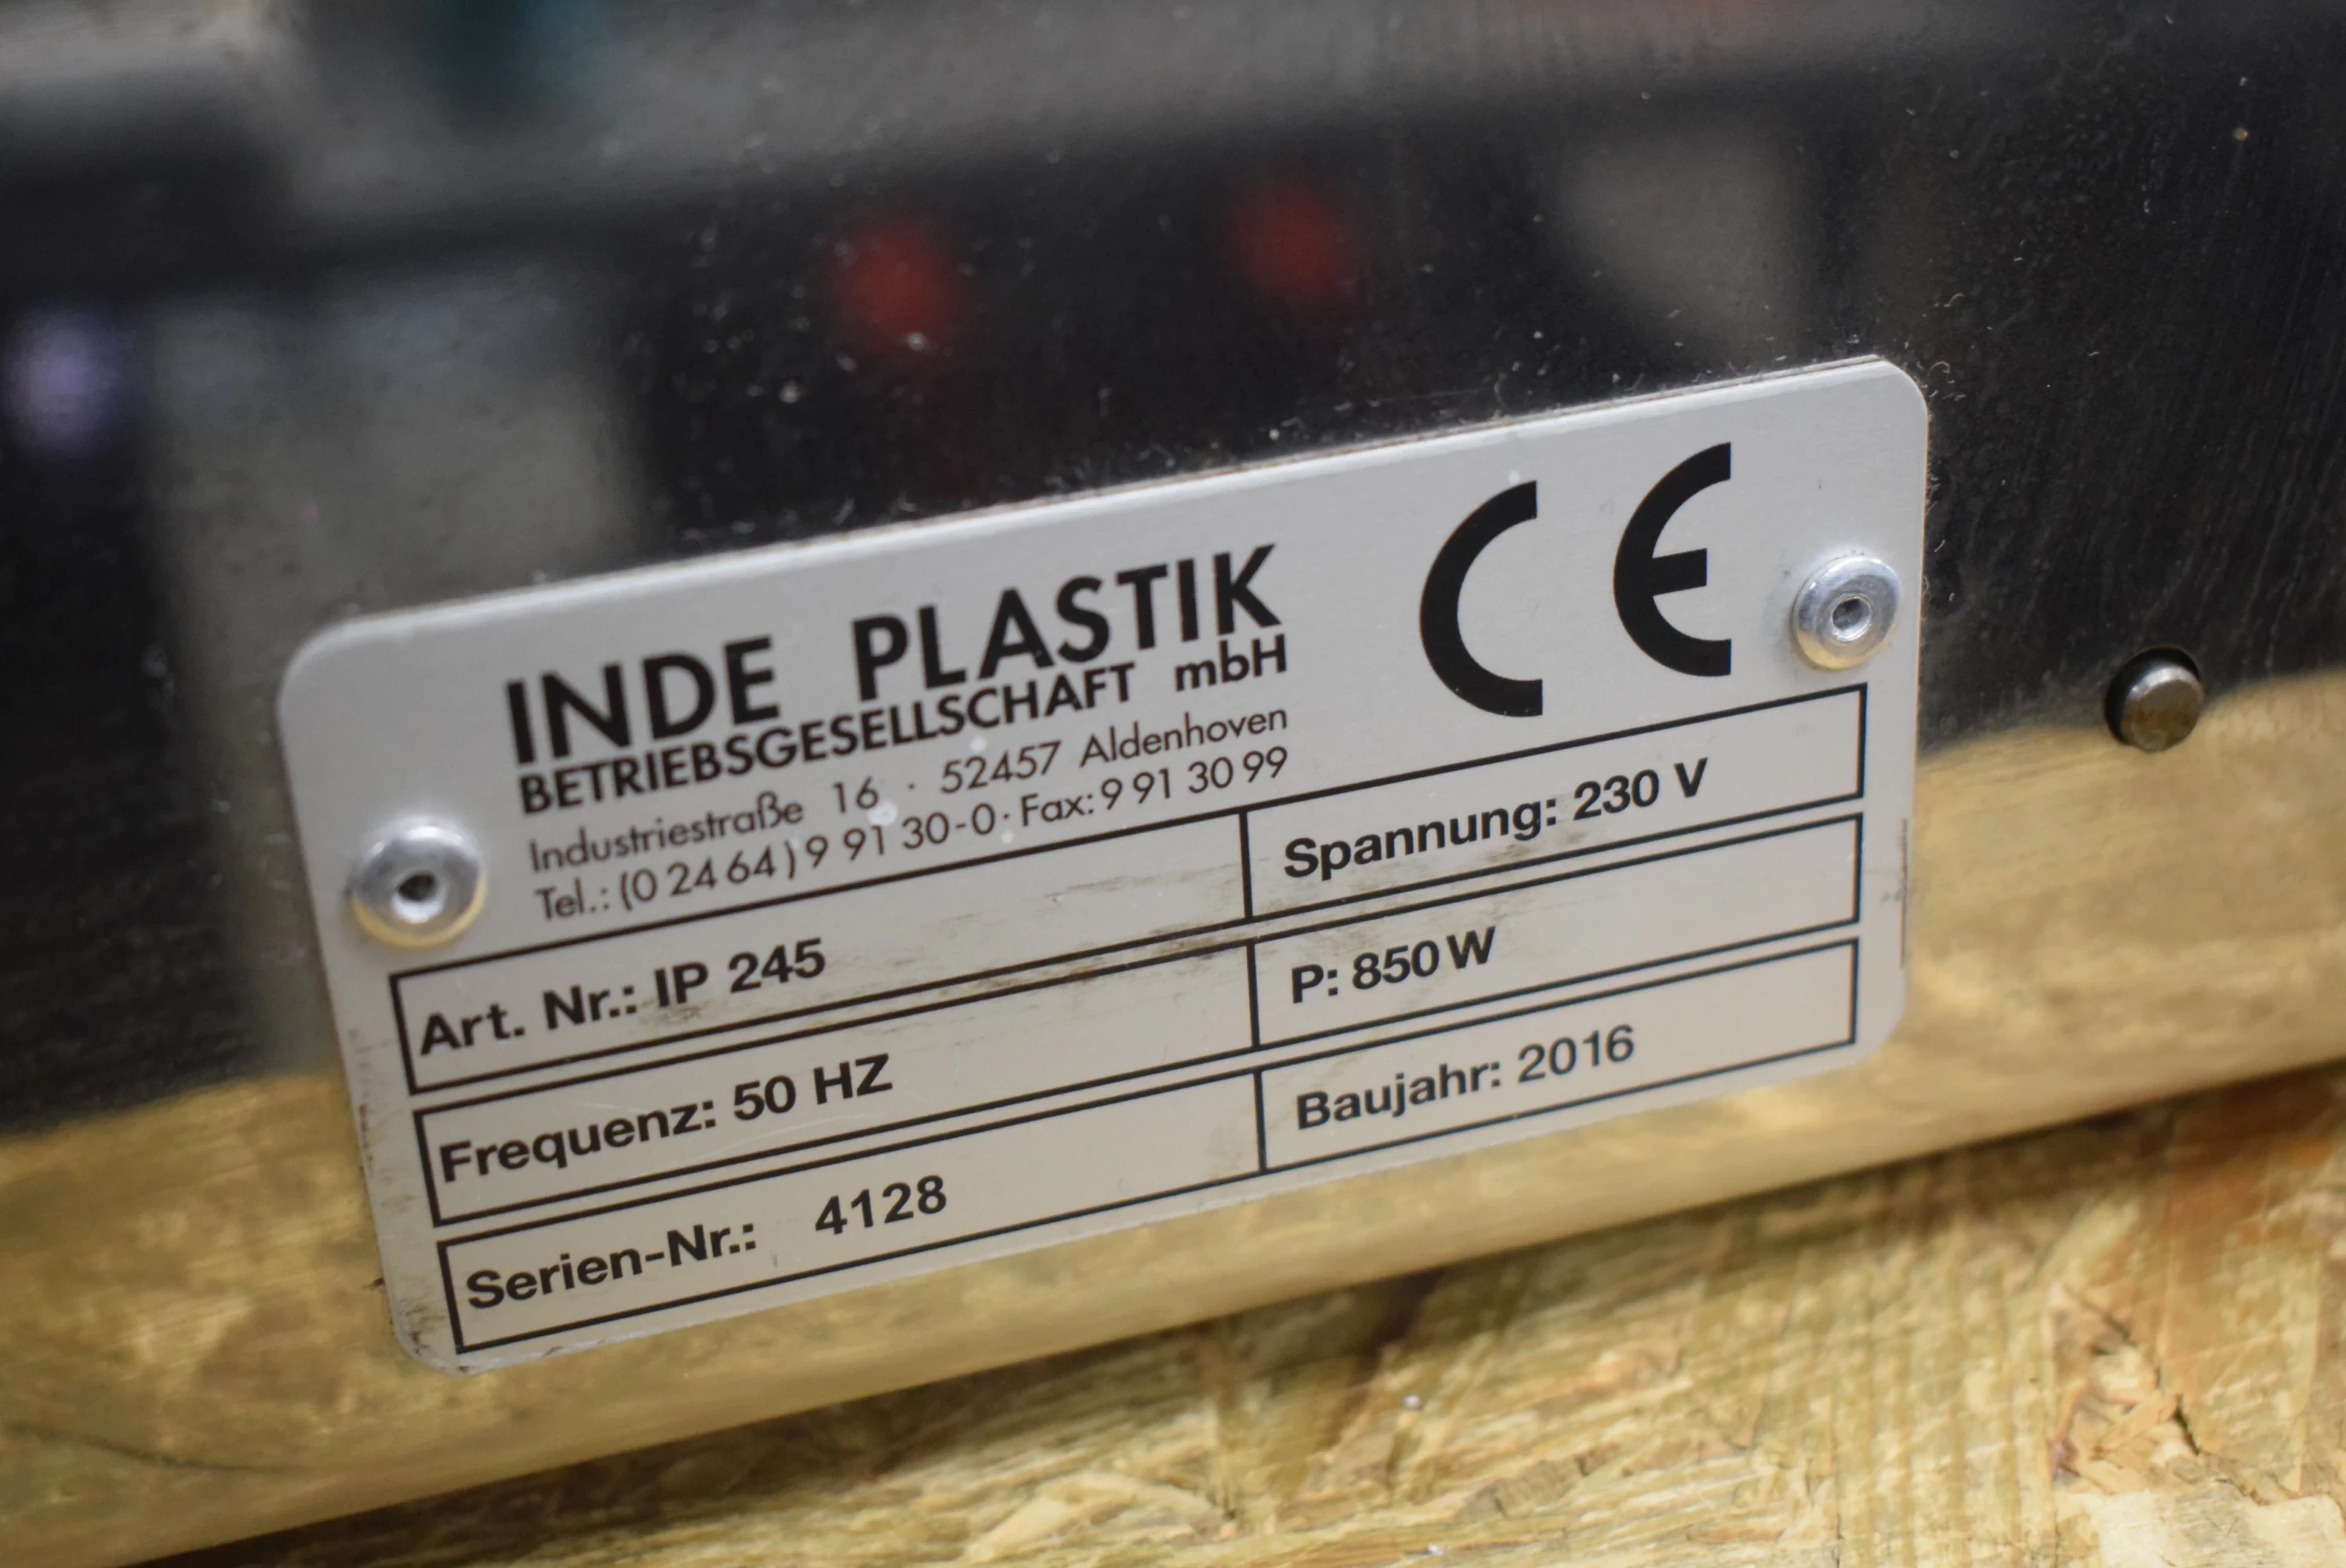 INDE PLASTIK
BETRIEBSGESELLSCHAFT mbH
Industriestraße 16 · 52457 Aldenhoven
Tel.: (0 24 64) 9 91 30-0 · Fax: 9 91 30 99
CE
Art. Nr.: IP 245
Spannung: 230 V
Frequenz: 50 HZ
P: 850 W
Serien-Nr.: 4128
Baujahr: 2016